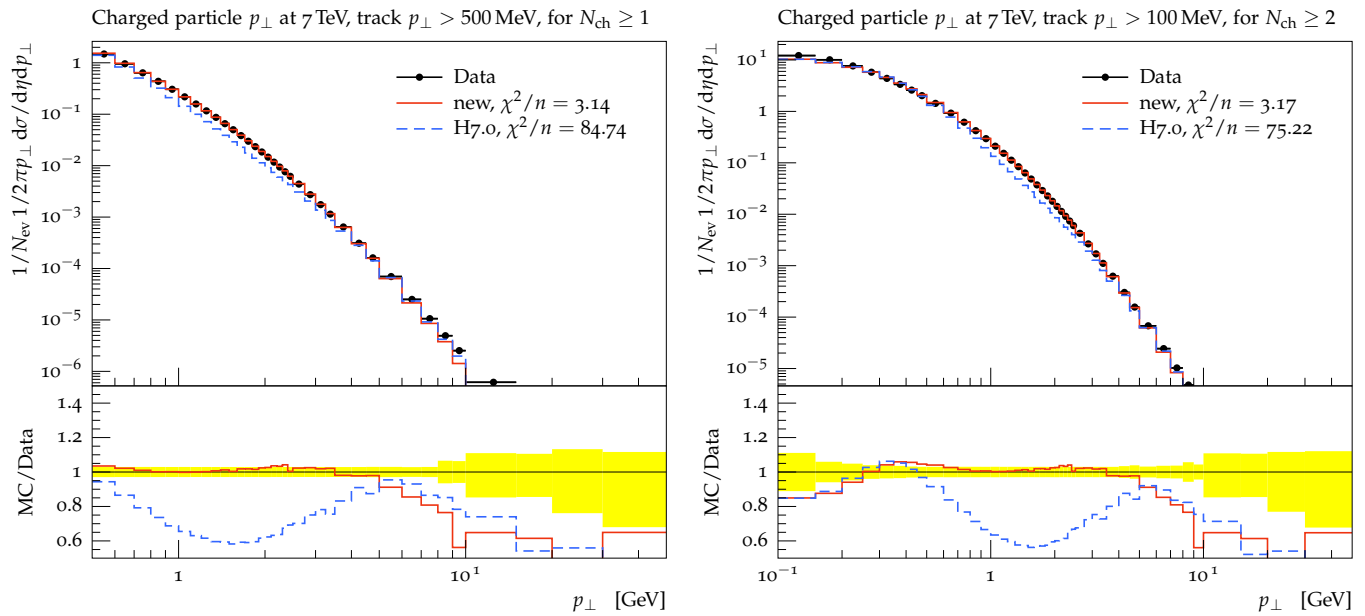 Charged particle p⊥ at 7 TeV, track p⊥ > 500 MeV, for Nch ≥ 1
1/Nev 1/2πp⊥ dσ/dηdp⊥
1
10⁻¹
10⁻²
10⁻³
10⁻⁴
10⁻⁵
10⁻⁶
Data
new, χ²/n = 3.14
H7.0, χ²/n = 84.74
MC/Data
1.4
1.2
1
0.8
0.6
1
10¹
p⊥ [GeV]
Charged particle p⊥ at 7 TeV, track p⊥ > 100 MeV, for Nch ≥ 2
1/Nev 1/2πp⊥ dσ/dηdp⊥
10¹
1
10⁻¹
10⁻²
10⁻³
10⁻⁴
10⁻⁵
Data
new, χ²/n = 3.17
H7.0, χ²/n = 75.22
MC/Data
1.4
1.2
1
0.8
0.6
10⁻¹
1
10¹
p⊥ [GeV]